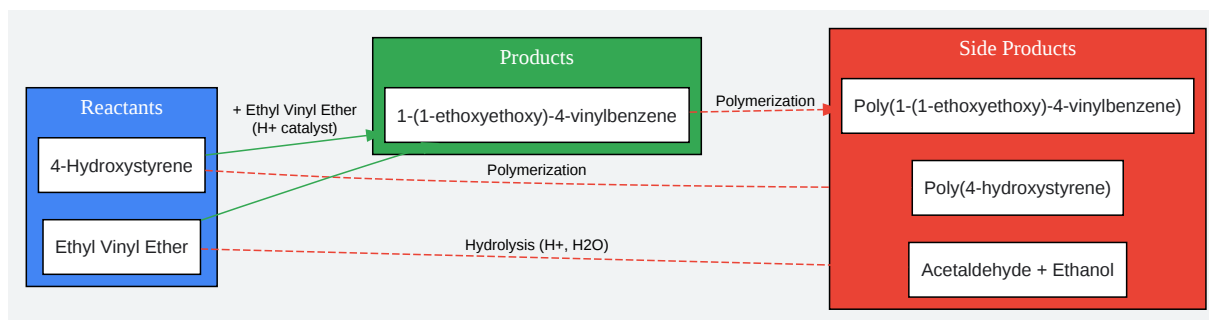 Reactants
4-Hydroxystyrene
Ethyl Vinyl Ether
+ Ethyl Vinyl Ether
(H+ catalyst)
Products
1-(1-ethoxyethoxy)-4-vinylbenzene
Polymerization
Polymerization
Hydrolysis (H+, H2O)
Side Products
Poly(1-(1-ethoxyethoxy)-4-vinylbenzene)
Poly(4-hydroxystyrene)
Acetaldehyde + Ethanol